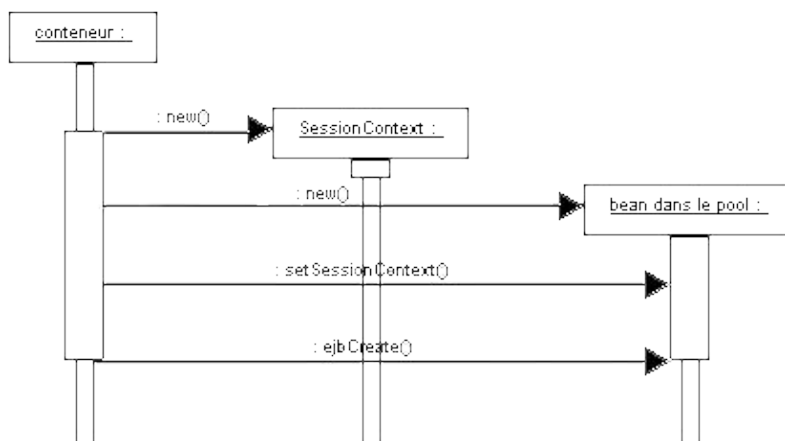 conteneur :
: new()
SessionContext :
: new()
bean dans le pool :
: setSessionContext()
: ejbCreate()